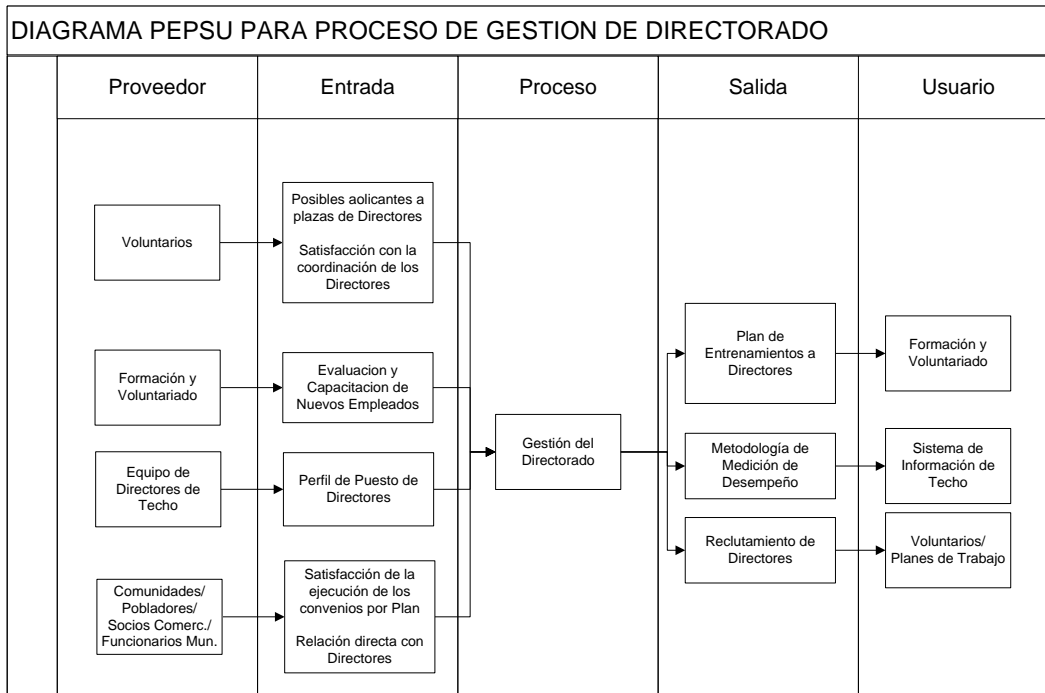 DIAGRAMA PEPSU PARA PROCESO DE GESTION DE DIRECTORADO
Proveedor
Entrada
Proceso
Salida
Usuario
Voluntarios
Posibles aolicantes a
plazas de Directores
Satisfacción con la
coordinación de los
Directores
Formación y
Voluntariado
Evaluacion y
Capacitacion de
Nuevos Empleados
Equipo de
Directores de
Techo
Perfil de Puesto de
Directores
Comunidades/
Pobladores/
Socios Comerc./
Funcionarios Mun.
Satisfacción de la
ejecución de los
convenios por Plan
Relación directa con
Directores
Gestión del
Directorado
Plan de
Entrenamientos a
Directores
Formación y
Voluntariado
Metodología de
Medición de
Desempeño
Sistema de
Información de
Techo
Reclutamiento de
Directores
Voluntarios/
Planes de Trabajo